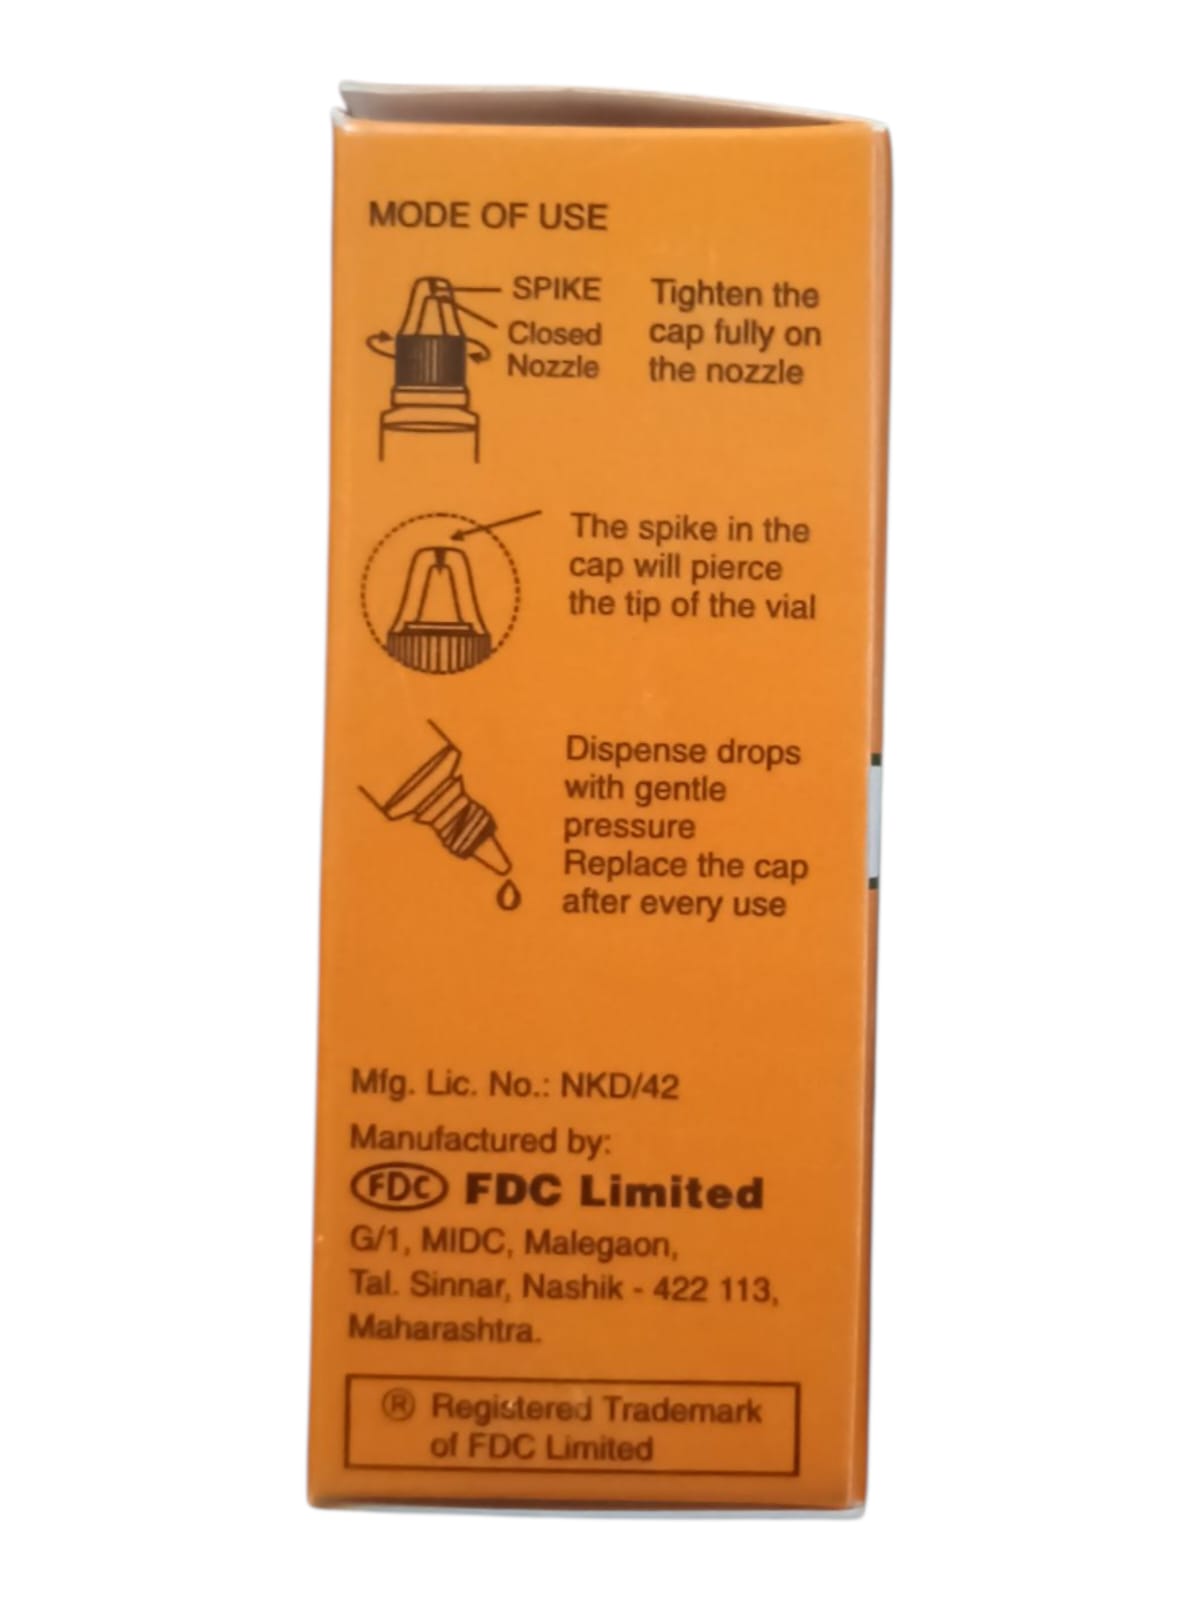 MODE OF USE
SPIKE
Closed
Nozzle
Tighten the
cap fully on
the nozzle
The spike in the
cap will pierce
the tip of the vial
Dispense drops
with gentle
pressure
Replace the cap
after every use
Mfg. Lic. No.: NKD/42
Manufactured by:
FDC FDC Limited
G/1, MIDC, Malegaon,
Tal. Sinnar, Nashik - 422 113,
Maharashtra.
® Registered Trademark
of FDC Limited